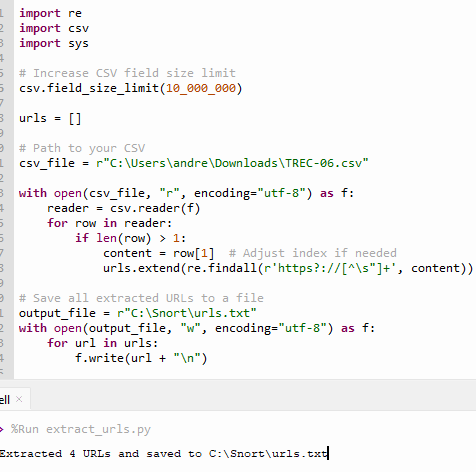 import re
import csv
import sys
# Increase CSV field size limit
csv.field_size_limit(10_000_000)
urls = []
# Path to your CSV
csv_file = r"C:\Users\andre\Downloads\TREC-06.csv"
with open(csv_file, "r", encoding="utf-8") as f:
    reader = csv.reader(f)
    for row in reader:
        if len(row) > 1:
            content = row[1]  # Adjust index if needed
            urls.extend(re.findall(r'https?://[^\s"]+', content))
# Save all extracted URLs to a file
output_file = r"C:\Snort\urls.txt"
with open(output_file, "w", encoding="utf-8") as f:
    for url in urls:
        f.write(url + "\n")
ell ×
> %Run extract_urls.py
Extracted 4 URLs and saved to C:\Snort\urls.txt